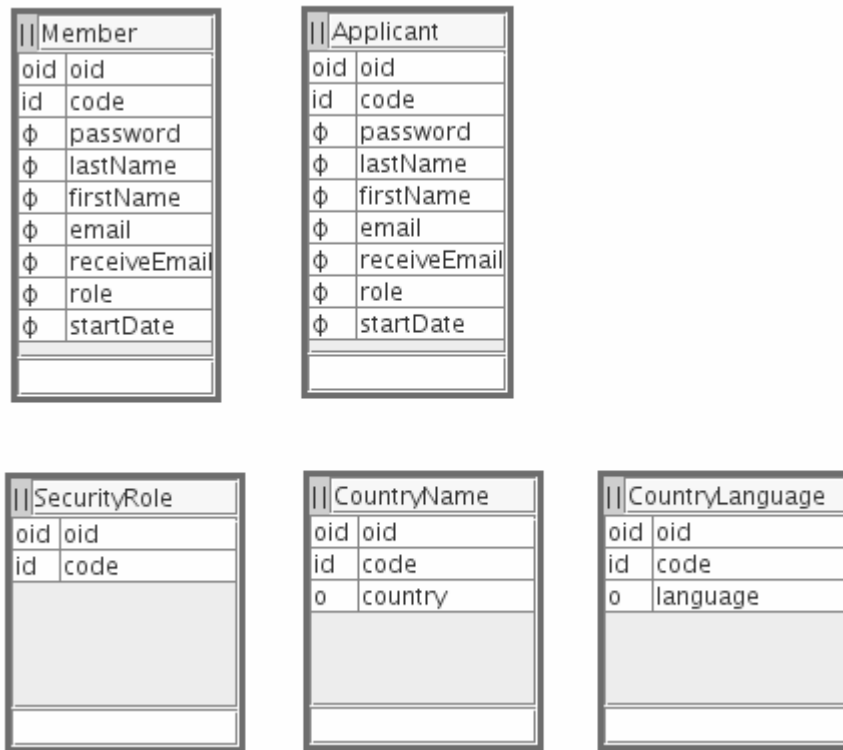 || Member
oid oid
id code
ф password
ф lastName
ф firstName
ф email
ф receiveEmail
ф role
ф startDate
|| Applicant
oid oid
id code
ф password
ф lastName
ф firstName
ф email
ф receiveEmail
ф role
ф startDate
|| SecurityRole
oid oid
id code
|| CountryName
oid oid
id code
o country
|| CountryLanguage
oid oid
id code
o language